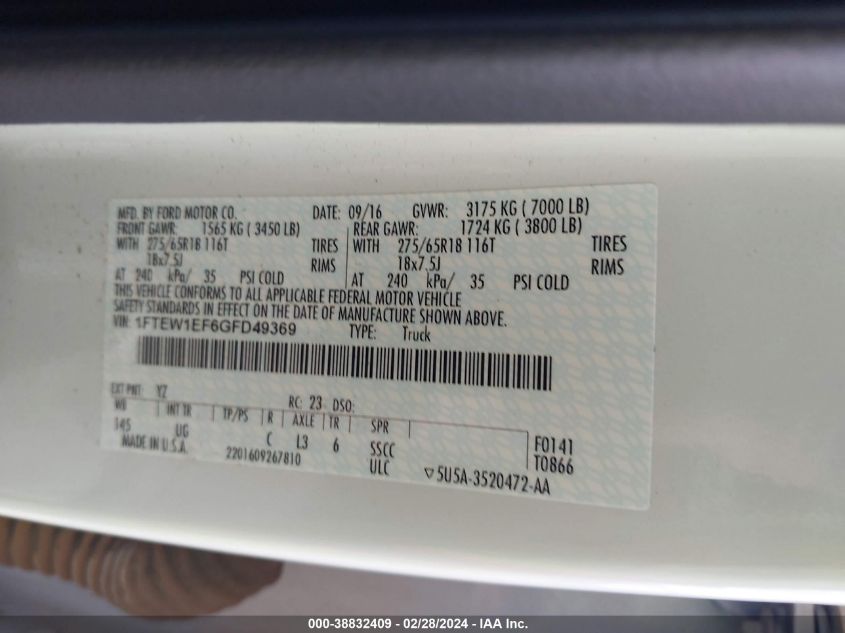 MFD. BY FORD MOTOR CO. DATE: 09/16 GVWR: 3175 KG ( 7000 LB)
FRONT GAWR: 1565 KG ( 3450 LB) REAR GAWR: 1724 KG ( 3800 LB)
WITH 275/65R18 116T TIRES WITH 275/65R18 116T TIRES
18x7.5J RIMS 18x7.5J RIMS
AT 240 kPa/ 35 PSI COLD AT 240 kPa/ 35 PSI COLD
THIS VEHICLE CONFORMS TO ALL APPLICABLE FEDERAL MOTOR VEHICLE
SAFETY STANDARDS IN EFFECT ON THE DATE OF MANUFACTURE SHOWN ABOVE.
VIN: 1FTEW1EF6GFD49369 TYPE: Truck
EXT PNT: YZ RC: 23 DSO:
WB INT TR TP/PS R AXLE TR SPR
145 UG C L3 6 SSCC F0141
MADE IN U.S.A. 2201609267810 ULC T0866
▽5U5A-3520472-AA
000-38832409 - 02/28/2024 - IAA Inc.